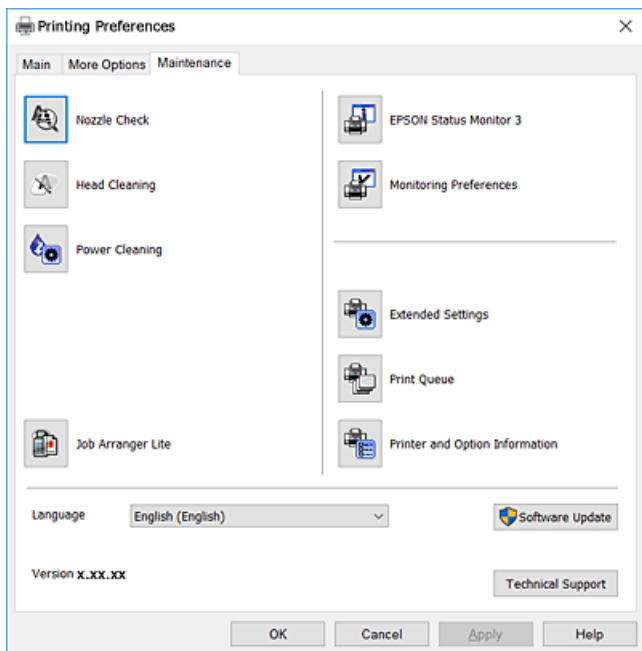 Printing Preferences
Main
More Options
Maintenance
Nozzle Check
Head Cleaning
Power Cleaning
Job Arranger Lite
EPSON Status Monitor 3
Monitoring Preferences
Extended Settings
Print Queue
Printer and Option Information
Language
English (English)
Software Update
Version x.xx.xx
Technical Support
OK
Cancel
Apply
Help